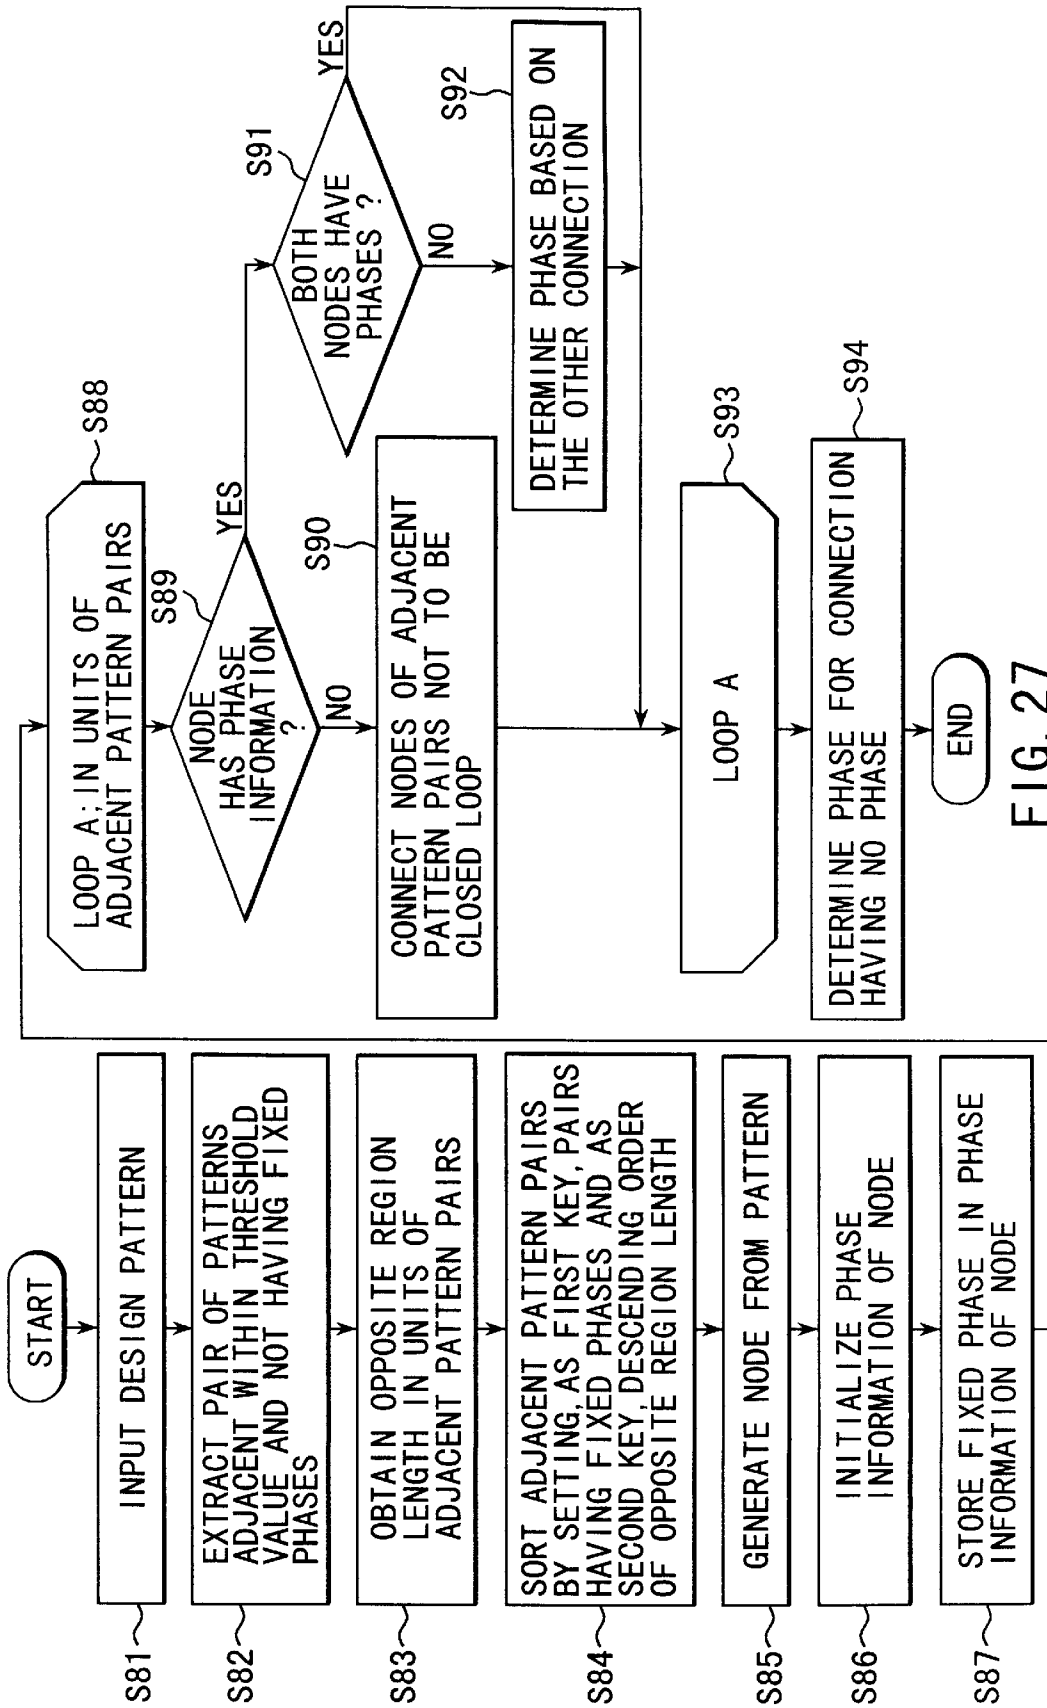 START
S81
INPUT DESIGN PATTERN
S82
EXTRACT PAIR OF PATTERNS
ADJACENT WITHIN THRESHOLD
VALUE AND NOT HAVING FIXED
PHASES
S83
OBTAIN OPPOSITE REGION
LENGTH IN UNITS OF
ADJACENT PATTERN PAIRS
S84
SORT ADJACENT PATTERN PAIRS
BY SETTING, AS FIRST KEY, PAIRS
HAVING FIXED PHASES AND AS
SECOND KEY, DESCENDING ORDER
OF OPPOSITE REGION LENGTH
S85
GENERATE NODE FROM PATTERN
S86
INITIALIZE PHASE
INFORMATION OF NODE
S87
STORE FIXED PHASE IN PHASE
INFORMATION OF NODE
S88
LOOP A; IN UNITS OF
ADJACENT PATTERN PAIRS
S89
NODE
HAS PHASE
INFORMATION
?
YES
NO
S90
CONNECT NODES OF ADJACENT
PATTERN PAIRS NOT TO BE
CLOSED LOOP
S91
BOTH
NODES HAVE
PHASES ?
YES
NO
S92
DETERMINE PHASE BASED ON
THE OTHER CONNECTION
S93
LOOP A
S94
DETERMINE PHASE FOR CONNECTION
HAVING NO PHASE
END
FIG. 27